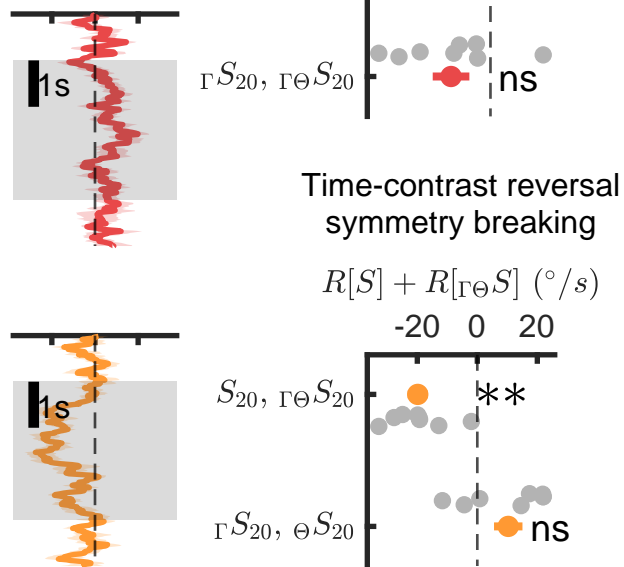 1s
ΓS20, ΓΘS20
ns
Time-contrast reversal
symmetry breaking
R[S] + R[ΓΘS] (°/s)
-20 0 20
1s
S20, ΓΘS20
**
ΓS20, ΘS20
ns